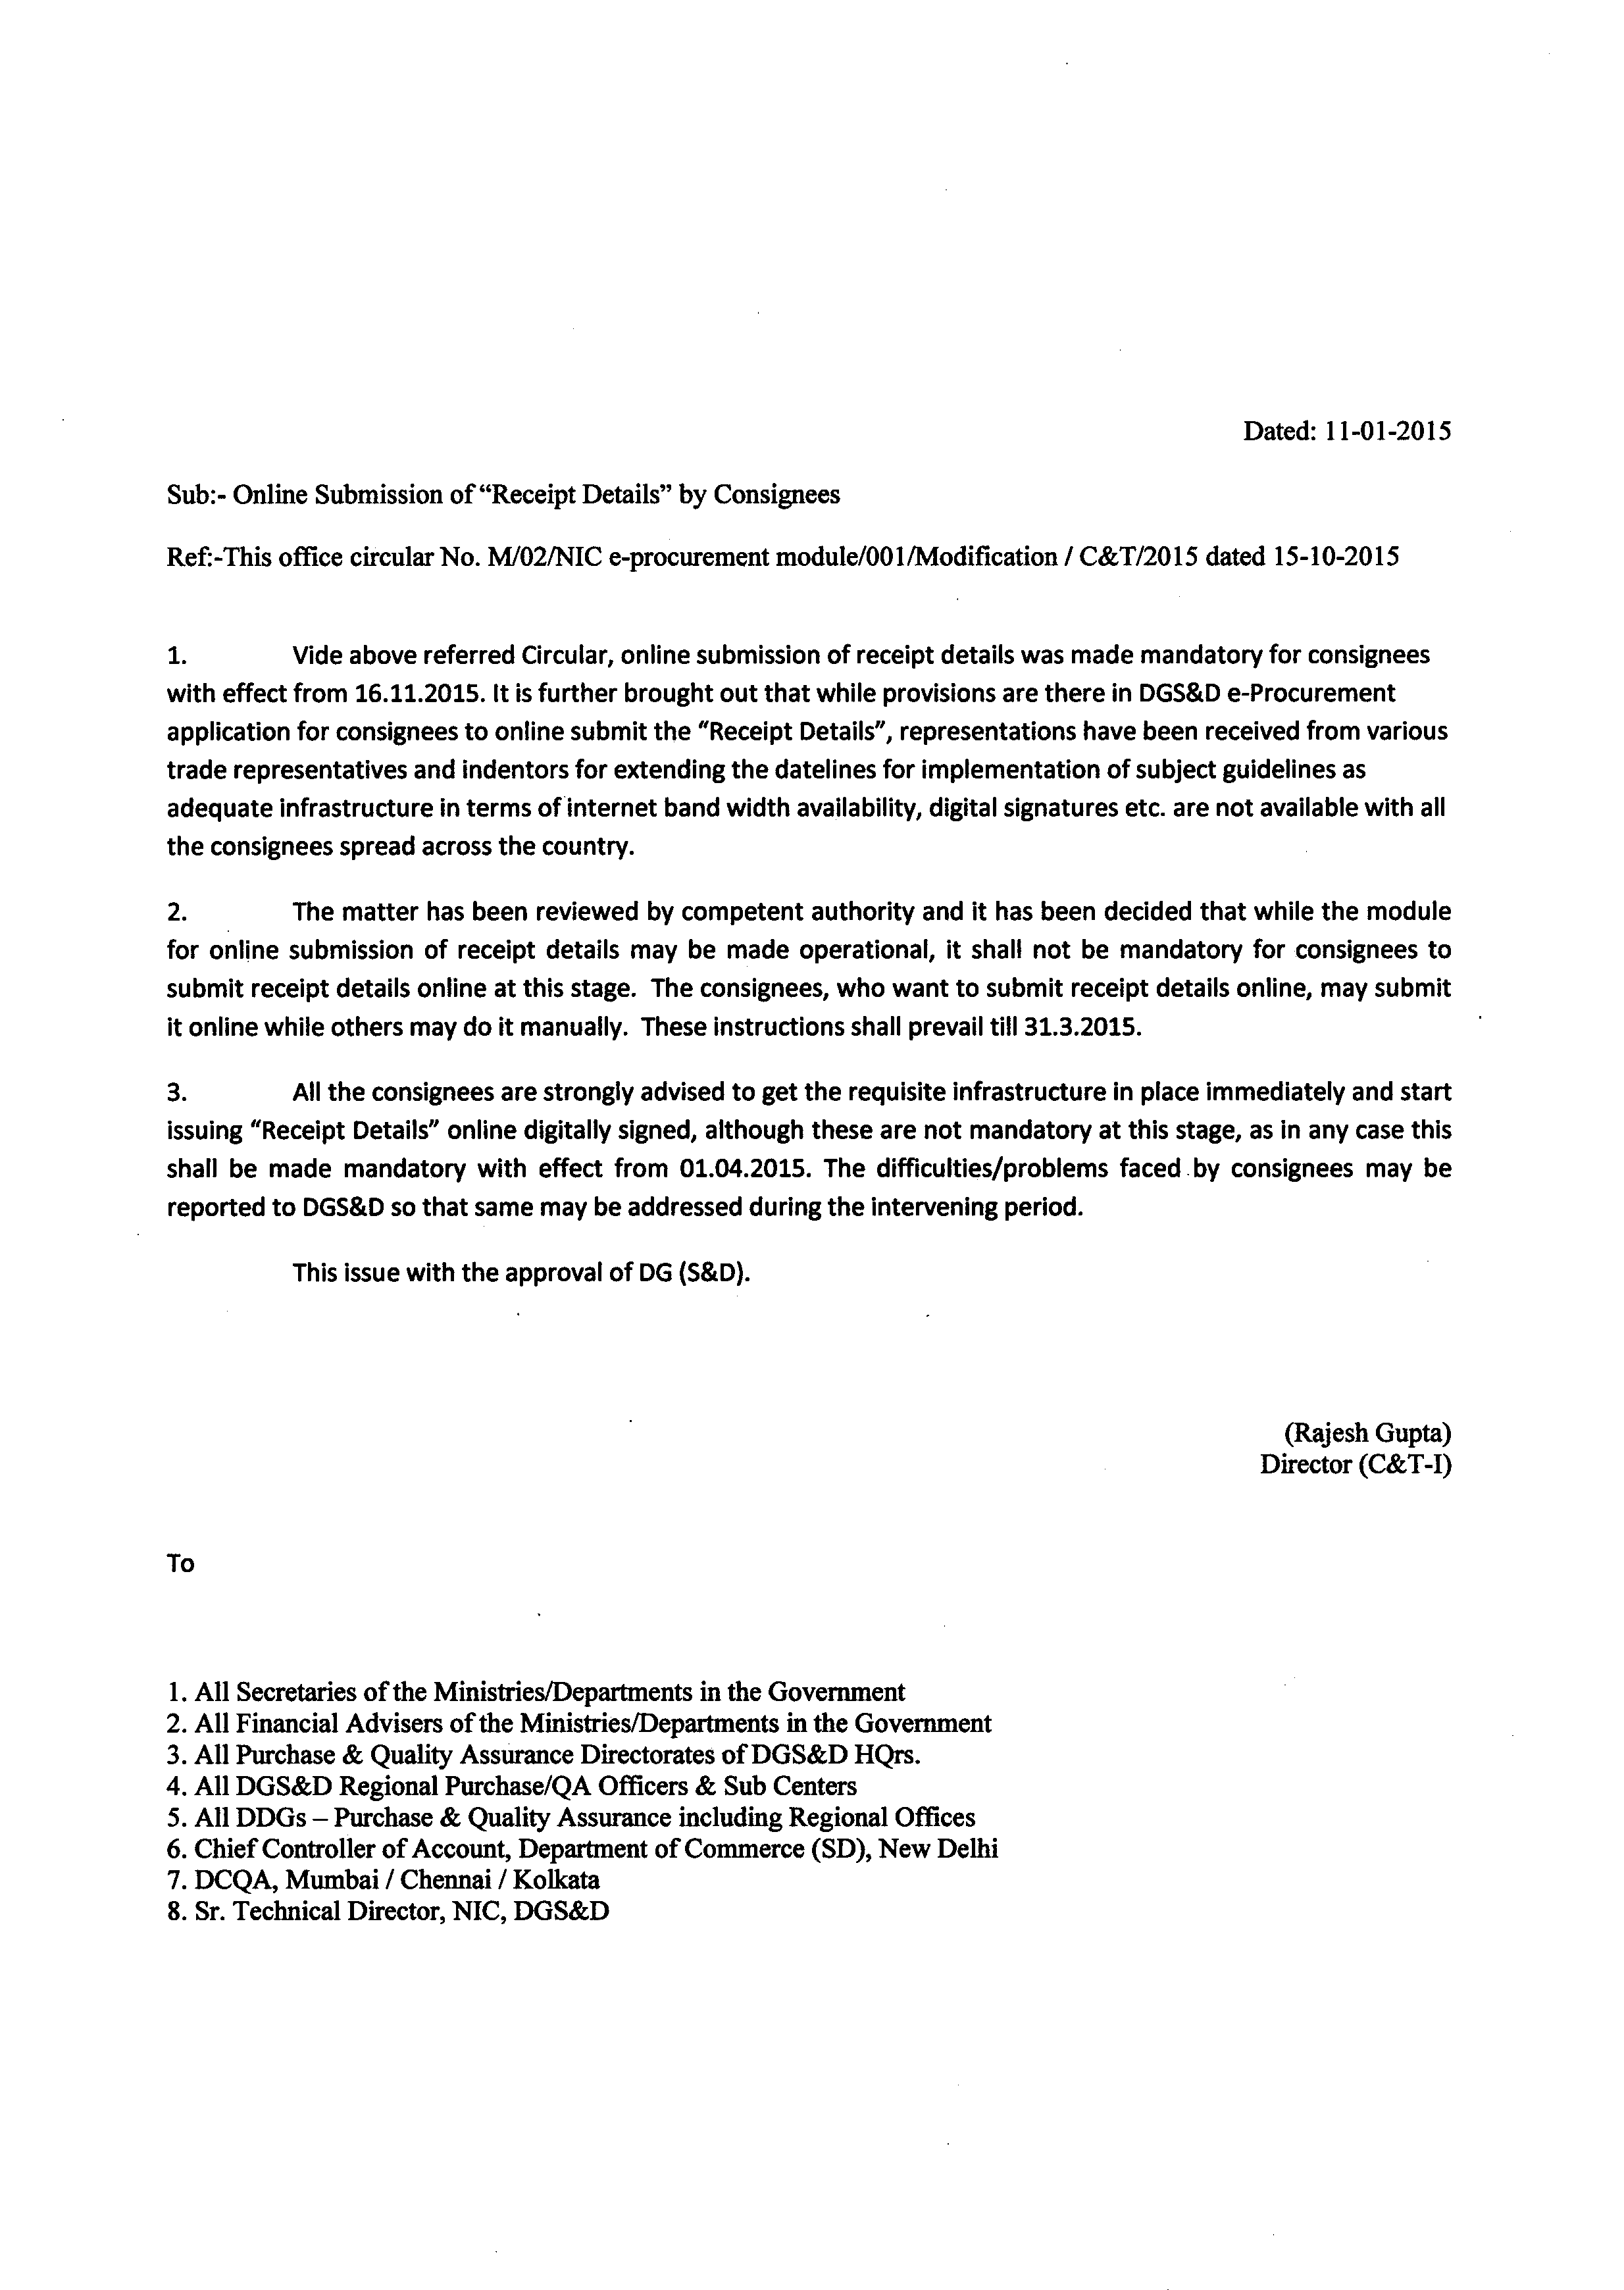 Dated: 11-01-2015
Sub:- Online Submission of “Receipt Details” by Consignees
Ref:-This office circular No. M/02/NIC e-procurement module/001/Modification / C&T/2015 dated 15-10-2015
1. Vide above referred Circular, online submission of receipt details was made mandatory for consignees
with effect from 16.11.2015. It is further brought out that while provisions are there in DGS&D e-Procurement
application for consignees to online submit the “Receipt Details”, representations have been received from various
trade representatives and indentors for extending the datelines for implementation of subject guidelines as
adequate infrastructure in terms of internet band width availability, digital signatures etc. are not available with all
the consignees spread across the country.
2. The matter has been reviewed by competent authority and it has been decided that while the module
for online submission of receipt details may be made operational, it shall not be mandatory for consignees to
submit receipt details online at this stage. The consignees, who want to submit receipt details online, may submit
it online while others may do it manually. These instructions shall prevail till 31.3.2015.
3. All the consignees are strongly advised to get the requisite infrastructure in place immediately and start
issuing “Receipt Details” online digitally signed, although these are not mandatory at this stage, as in any case this
shall be made mandatory with effect from 01.04.2015. The difficulties/problems faced by consignees may be
reported to DGS&D so that same may be addressed during the intervening period.
This issue with the approval of DG (S&D).
(Rajesh Gupta)
Director (C&T-I)
To
1. All Secretaries of the Ministries/Departments in the Government
2. All Financial Advisers of the Ministries/Departments in the Government
3. All Purchase & Quality Assurance Directorates of DGS&D HQrs.
4. All DGS&D Regional Purchase/QA Officers & Sub Centers
5. All DDGs – Purchase & Quality Assurance including Regional Offices
6. Chief Controller of Account, Department of Commerce (SD), New Delhi
7. DCQA, Mumbai / Chennai / Kolkata
8. Sr. Technical Director, NIC, DGS&D